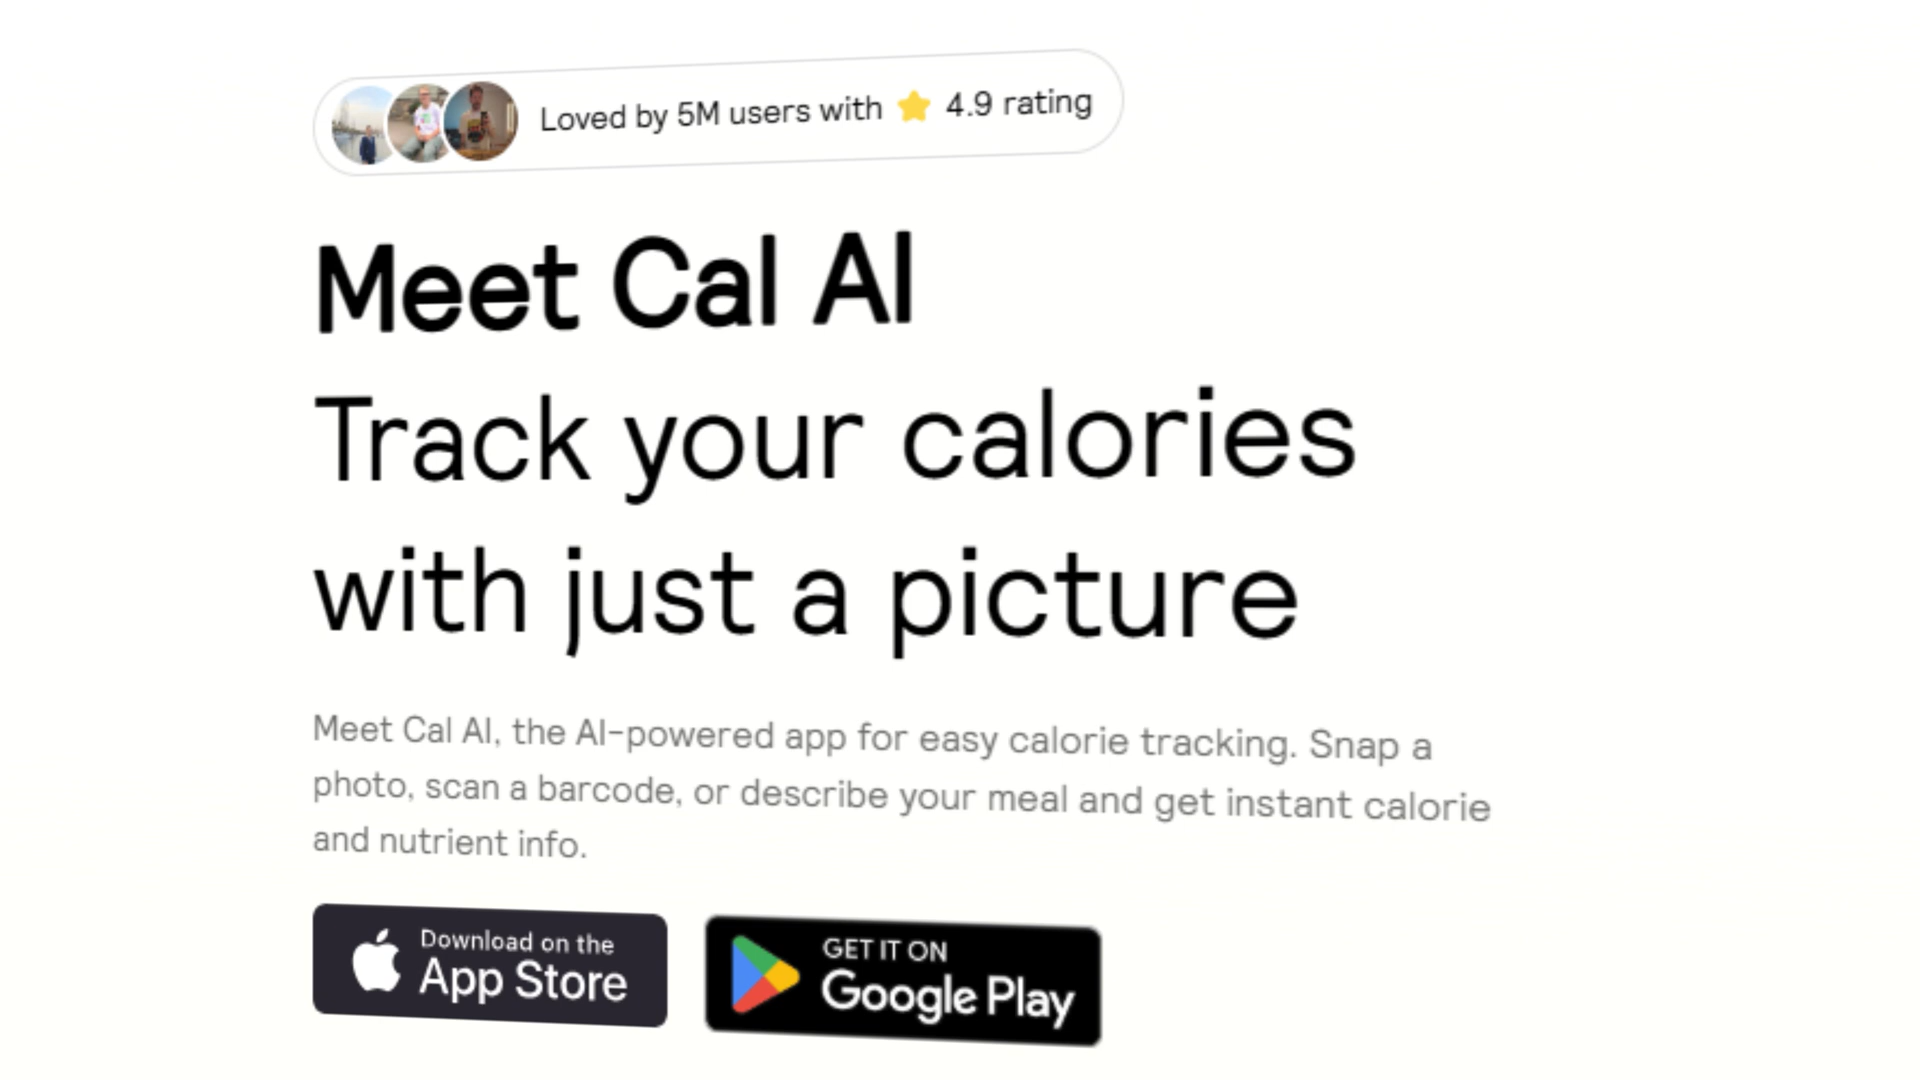 Loved by 5M users with ⭐ 4.9 rating
Meet Cal AI
Track your calories
with just a picture
Meet Cal AI, the AI-powered app for easy calorie tracking. Snap a
photo, scan a barcode, or describe your meal and get instant calorie
and nutrient info.
Download on the
App Store
GET IT ON
Google Play